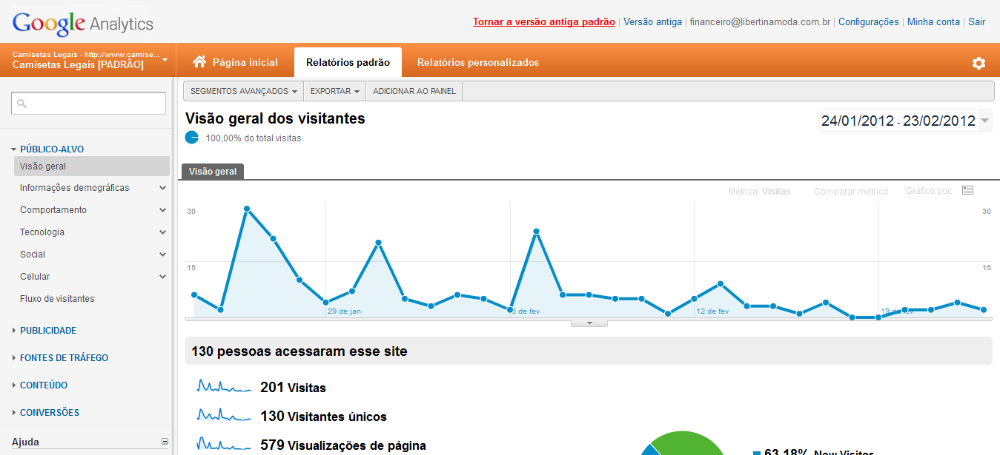 Google Analytics
Tornar a versão antiga padrão | Versão antiga | financeiro@libertinamoda.com.br | Configurações | Minha conta | Sair
Camisetas Legais - http://www.camise...
Camisetas Legais [PADRÃO]
Página inicial
Relatórios padrão
Relatórios personalizados
SEGMENTOS AVANÇADOS
EXPORTAR
ADICIONAR AO PAINEL
Visão geral dos visitantes
24/01/2012 - 23/02/2012
100,00% do total visitas
PÚBLICO-ALVO
Visão geral
Informações demográficas
Comportamento
Tecnologia
Social
Celular
Fluxo de visitantes
PUBLICIDADE
FONTES DE TRÁFEGO
CONTEÚDO
CONVERSÕES
Ajuda
Visão geral
Métrica: Visitas
Comparar métrica
Gráfico por:
30
30
15
15
29 de jan
5 de fev
12 de fev
19 de fev
130 pessoas acessaram esse site
201 Visitas
130 Visitantes únicos
579 Visualizações de página
63,18% New Visitor